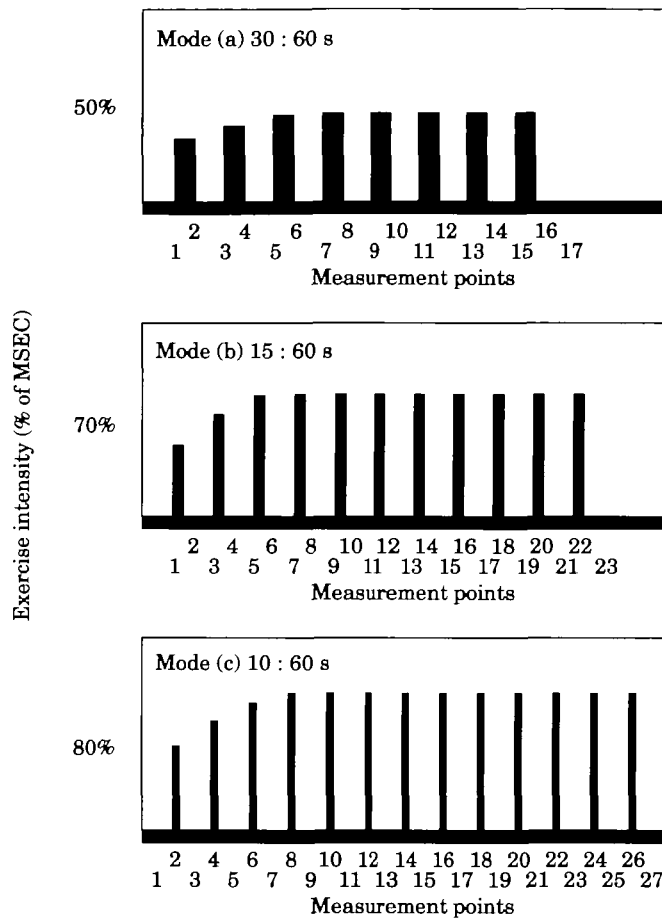 Exercise intensity (% of MSEC)
Mode (a) 30 : 60 s
50%
2 4 6 8 10 12 14 16
1 3 5 7 9 11 13 15 17
Measurement points
Mode (b) 15 : 60 s
70%
2 4 6 8 10 12 14 16 18 20 22
1 3 5 7 9 11 13 15 17 19 21 23
Measurement points
Mode (c) 10 : 60 s
80%
2 4 6 8 10 12 14 16 18 20 22 24 26
1 3 5 7 9 11 13 15 17 19 21 23 25 27
Measurement points